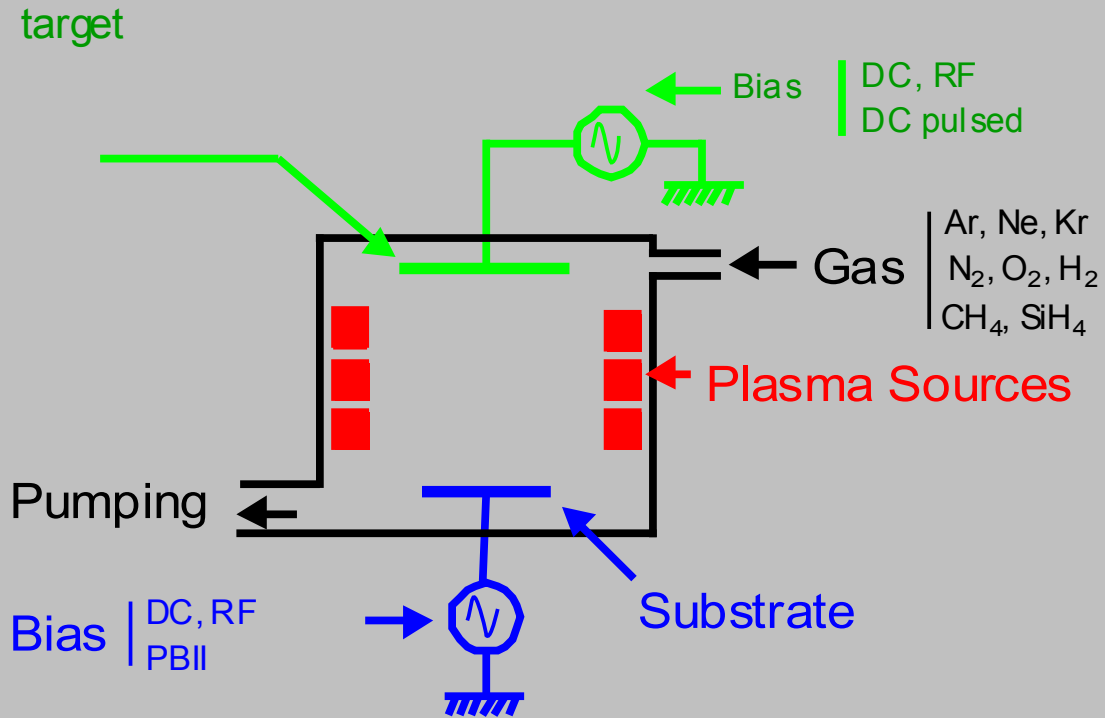 target
Bias
DC, RF
DC pulsed
Gas
Ar, Ne, Kr
N₂, O₂, H₂
CH₄, SiH₄
Plasma Sources
Pumping
Substrate
Bias
DC, RF
PBII